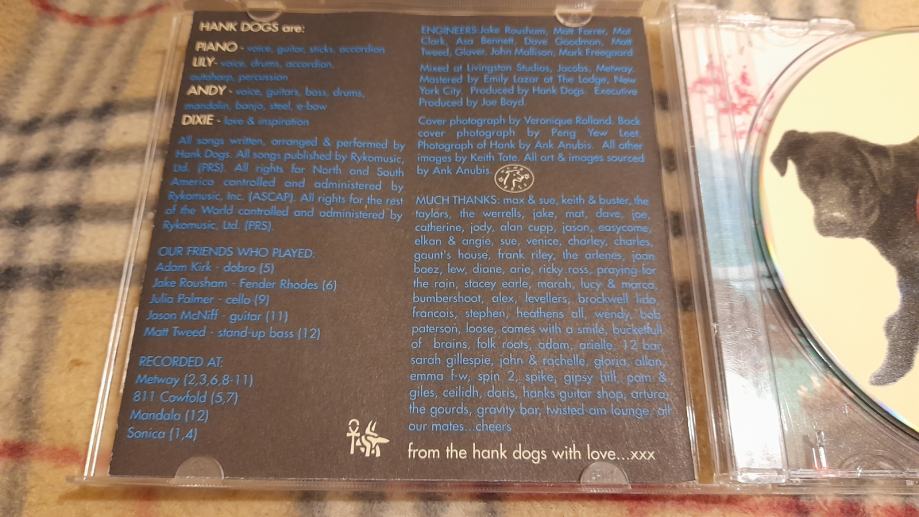 HANK DOGS are:
PIANO - voice, guitar, sticks, accordion
LILY - voice, drums, accordion,
autoharp, percussion
ANDY - voice, guitars, bass, drums,
mandolin, banjo, steel, e-bow
DIXIE - love & inspiration
All songs written, arranged & performed by
Hank Dogs. All songs published by Rykomusic,
Ltd. (PRS). All rights for North and South
America controlled and administered by
Rykomusic, Inc. (ASCAP). All rights for the rest
of the World controlled and administered by
Rykomusic, Ltd. (PRS).
OUR FRIENDS WHO PLAYED:
Adam Kirk - dobro (5)
Jake Rousham - Fender Rhodes (6)
Julia Palmer - cello (9)
Jason McNiff - guitar (11)
Matt Tweed - stand-up bass (12)
RECORDED AT:
Metway (2,3,6,8-11)
811 Cowfold (5,7)
Mandala (12)
Sonica (1,4)
ENGINEERS: Jake Rousham, Matt Farrer, Mat
Clark, Asa Bennett, Dave Goodman, Matt
Tweed, Glover, John Mallison, Mark Freegaard
Mixed at Livingston Studios, Jacobs, Metway.
Mastered by Emily Lazar at The Lodge, New
York City. Produced by Hank Dogs. Executive
Produced by Joe Boyd.
Cover photograph by Veronique Rolland. Back
cover photograph by Peng Yew Leet.
Photograph of Hank by Ank Anubis. All other
images by Keith Tate. All art & images sourced
by Ank Anubis.
MUCH THANKS: max & sue, keith & buster, the
taylors, the werrells, jake, mat, dave, joe,
catherine, jody, alan cupp, jason, easycome,
elkan & angie, sue, venice, charley, charles,
gaunt's house, frank riley, the arlenes, joan
baez, lew, diane, arie, ricky ross, praying for
the rain, stacey earle, marah, lucy & marco,
bumbershoot, alex, levellers, brockwell lido,
francois, stephen, heathens all, wendy, bob
paterson, loose, comes with a smile, bucketfull
of brains, folk roots, adam, arielle, 12 bar,
sarah gillespie, john & rachelle, gloria, allan,
emma f-w, spin 2, spike, gipsy hill, pam &
giles, ceilidh, doris, hanks guitar shop, arturo,
the gourds, gravity bar, twisted am lounge, all
our mates...cheers
from the hank dogs with love...xxx